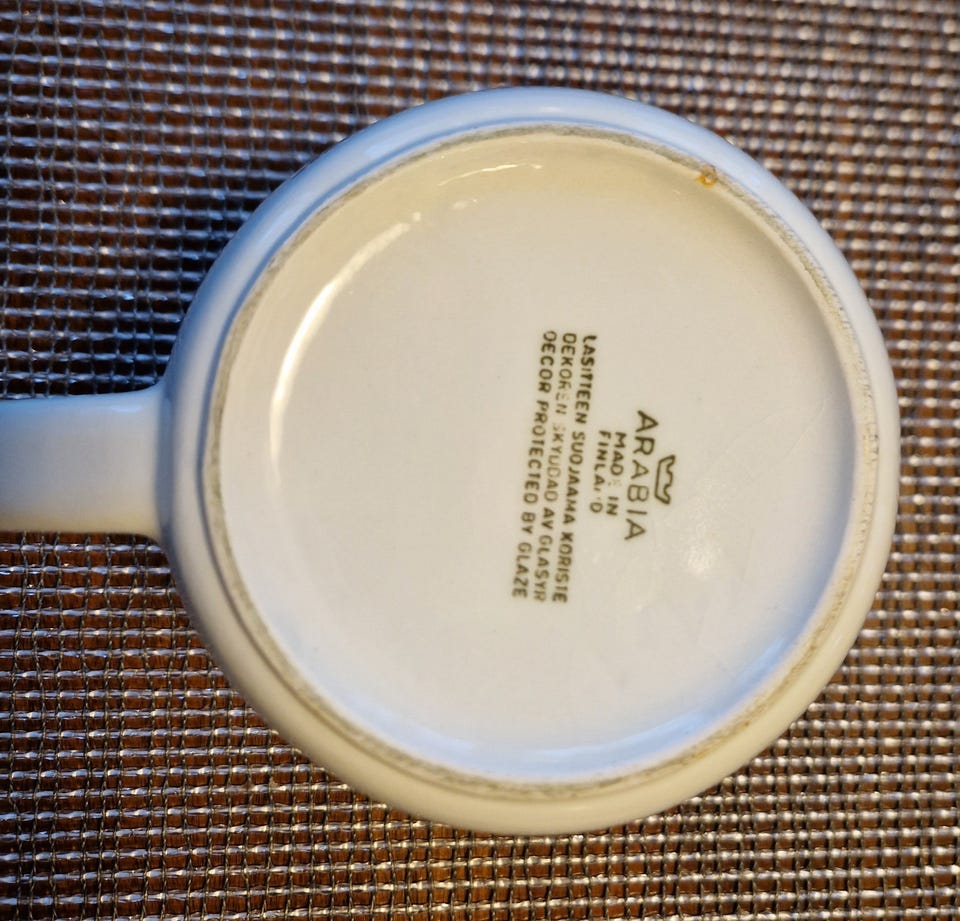 ARABIA
MADE IN
FINLAND
LASITTEEN SUOJAAMA KORISTE
DEKOREN SKYDDAD AV GLASYR
DECOR PROTECTED BY GLAZE